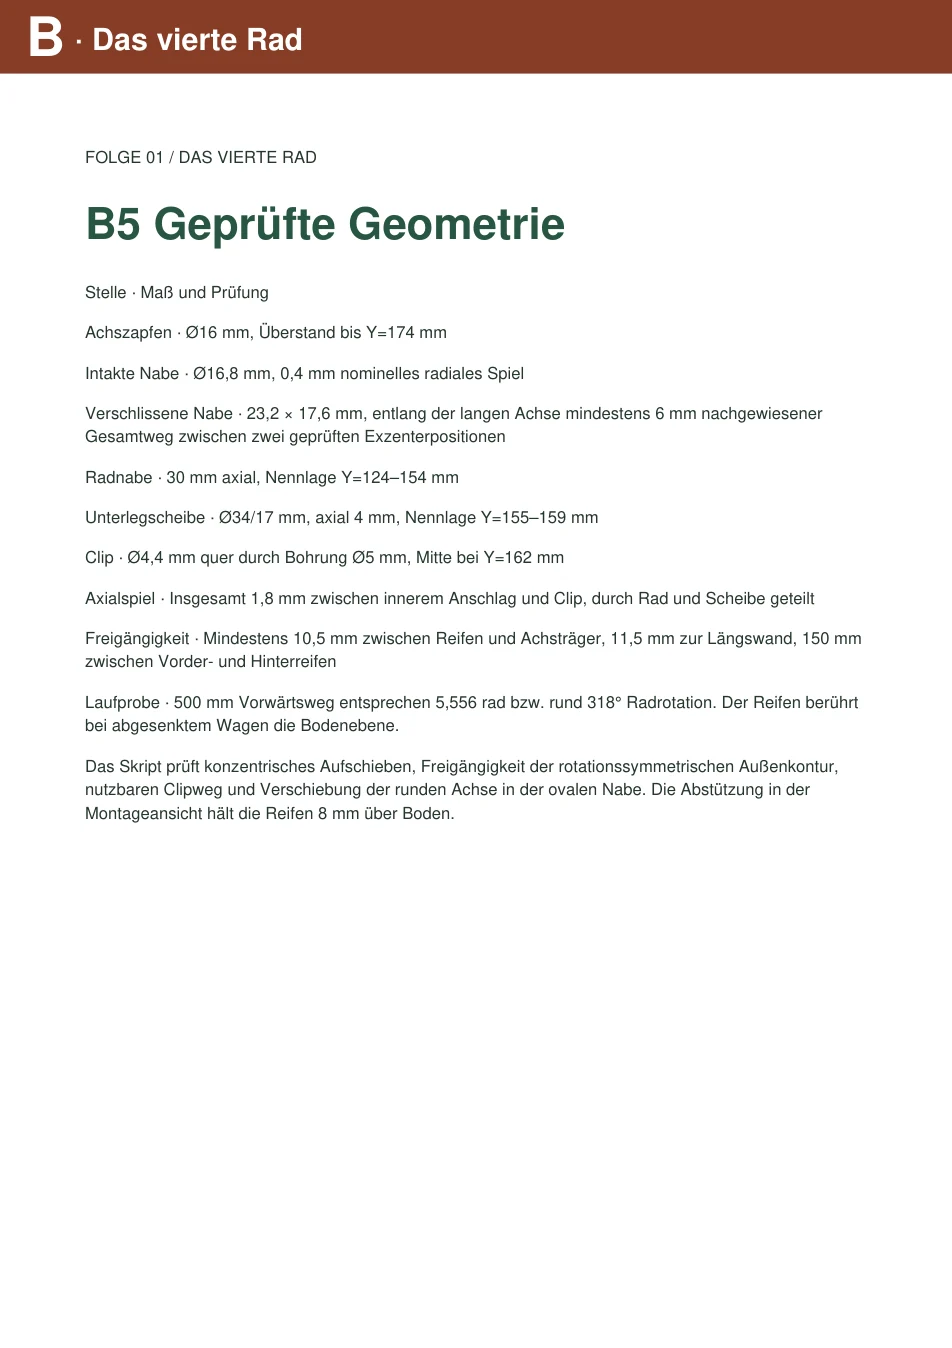 B · Das vierte Rad
FOLGE 01 / DAS VIERTE RAD
B5 Geprüfte Geometrie
Stelle · Maß und Prüfung
Achszapfen · Ø16 mm, Überstand bis Y=174 mm
Intakte Nabe · Ø16,8 mm, 0,4 mm nominelles radiales Spiel
Verschlissene Nabe · 23,2 × 17,6 mm, entlang der langen Achse mindestens 6 mm nachgewiesener
Gesamtweg zwischen zwei geprüften Exzenterpositionen
Radnabe · 30 mm axial, Nennlage Y=124–154 mm
Unterlegscheibe · Ø34/17 mm, axial 4 mm, Nennlage Y=155–159 mm
Clip · Ø4,4 mm quer durch Bohrung Ø5 mm, Mitte bei Y=162 mm
Axialspiel · Insgesamt 1,8 mm zwischen innerem Anschlag und Clip, durch Rad und Scheibe geteilt
Freigängigkeit · Mindestens 10,5 mm zwischen Reifen und Achsträger, 11,5 mm zur Längswand, 150 mm
zwischen Vorder- und Hinterreifen
Laufprobe · 500 mm Vorwärtsweg entsprechen 5,556 rad bzw. rund 318° Radrotation. Der Reifen berührt
bei abgesenktem Wagen die Bodenebene.
Das Skript prüft konzentrisches Aufschieben, Freigängigkeit der rotationssymmetrischen Außenkontur,
nutzbaren Clipweg und Verschiebung der runden Achse in der ovalen Nabe. Die Abstützung in der
Montageansicht hält die Reifen 8 mm über Boden.